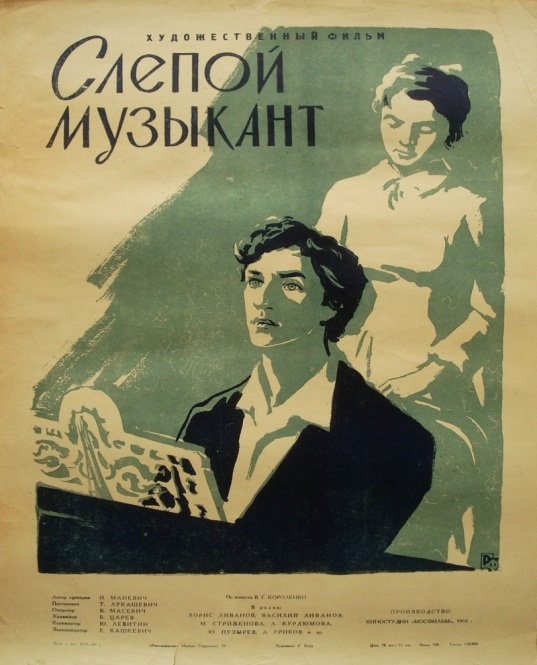 ХУДОЖЕСТВЕННЫЙ ФИЛЬМ
Слепой
музыкант
Автор сценария И. МАНЕВИЧ
Постановка Т. ЛУКАШЕВИЧ
Оператор В. МАСЕВИЧ
Художник Б. ЦАРЕВ
Композитор Ю. ЛЕВИТИН
Звукооператор Е. КАШКЕВИЧ
По повести В. Г. КОРОЛЕНКО
В ролях:
БОРИС ЛИВАНОВ, ВАСИЛИЙ ЛИВАНОВ,
М. СТРИЖЕНОВА, Л. КУРДЮМОВА,
Ю. ПУЗЫРЕВ, А. ГРИБОВ и др.
ПРОИЗВОДСТВО
КИНОСТУДИИ «МОСФИЛЬМ», 1960 г.